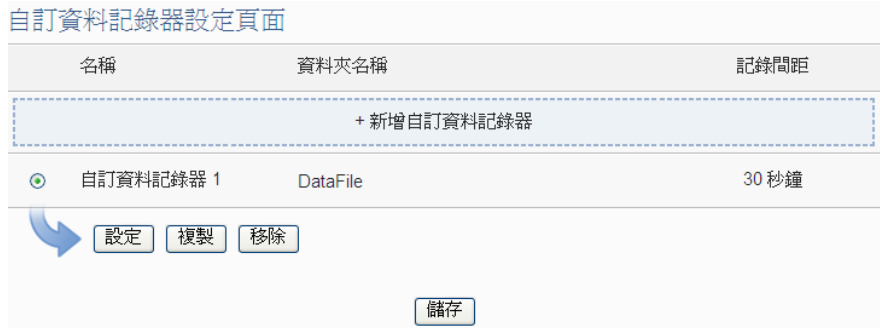 自訂資料記錄器設定頁面
名稱 資料夾名稱 記錄間距
+ 新增自訂資料記錄器
自訂資料記錄器 1 DataFile 30 秒鐘
設定 複製 移除
儲存